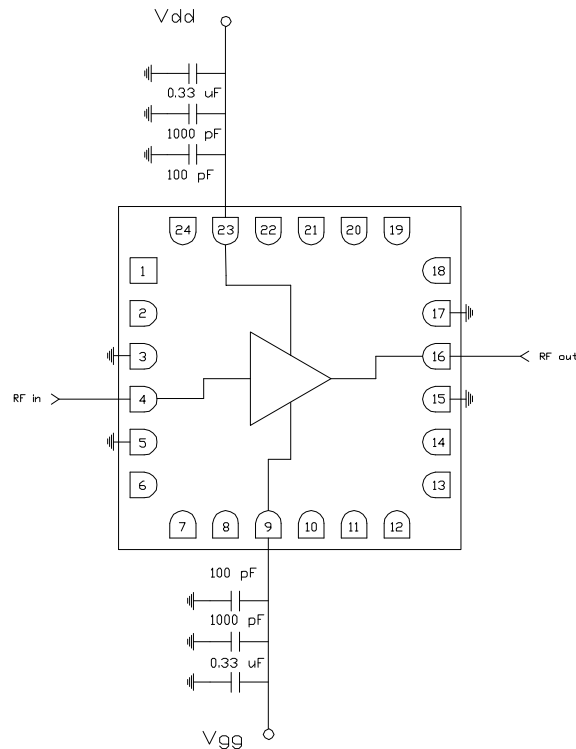 Vdd
0.33 uF
1000 pF
100 pF
24 23 22 21 20 19
1 18
2 17
3 16 RF out
RF in 4 15
5 14
6 13
7 8 9 10 11 12
100 pF
1000 pF
0.33 uF
Vgg